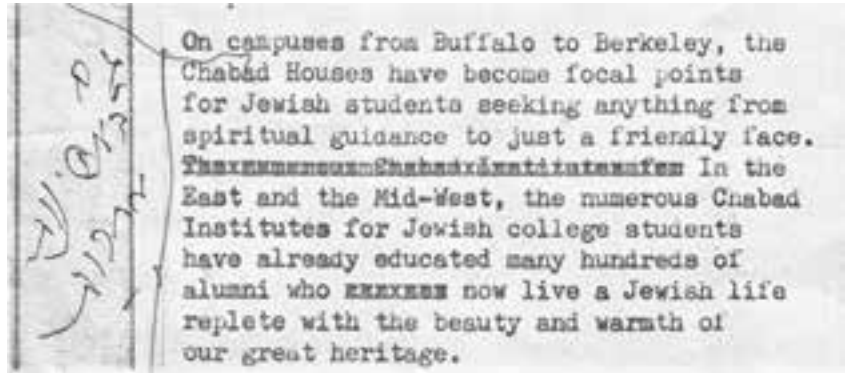 On campuses from Buffalo to Berkeley, the
Chabad Houses have become focal points
for Jewish students seeking anything from
spiritual guidance to just a friendly face.
In the
East and the Mid-West, the numerous Chabad
Institutes for Jewish college students
have already educated many hundreds of
alumni who now live a Jewish life
replete with the beauty and warmth of
our great heritage.